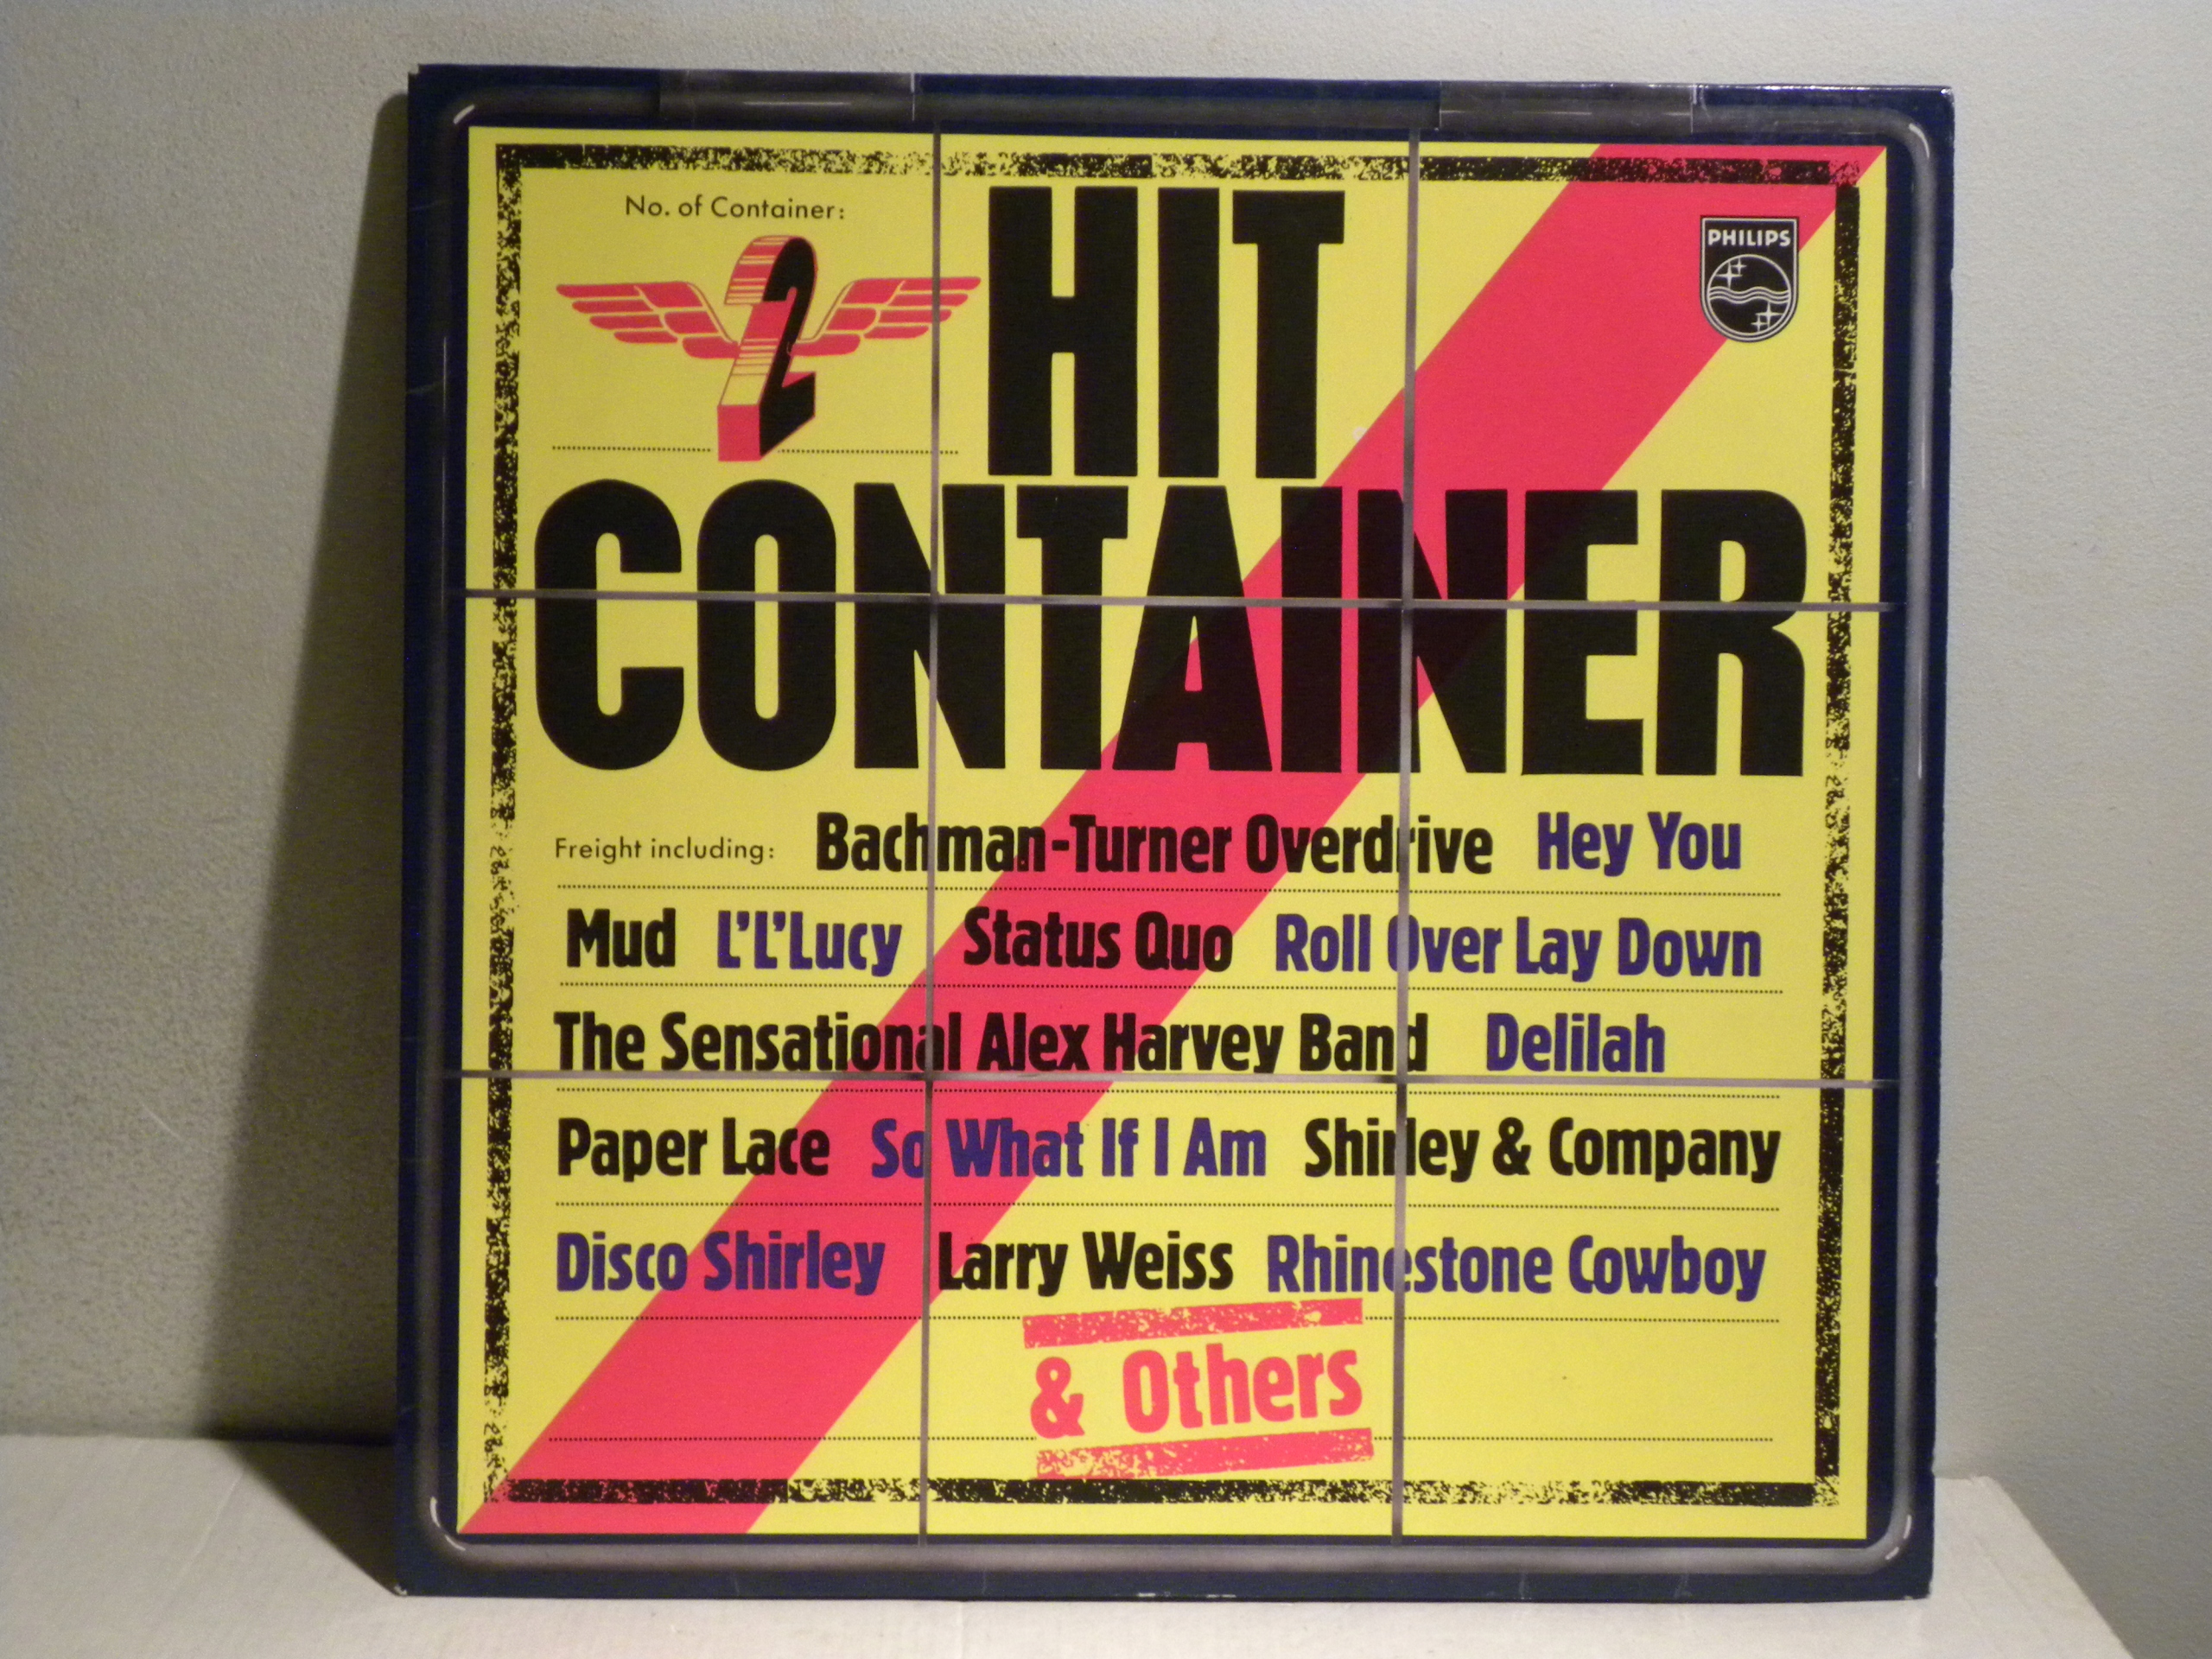 No. of Container:
2
HIT
PHILIPS
CONTAINER
Freight including: Bachman-Turner Overdrive Hey You
Mud L'L'Lucy Status Quo Roll Over Lay Down
The Sensational Alex Harvey Band Delilah
Paper Lace So What If I Am Shirley & Company
Disco Shirley Larry Weiss Rhinestone Cowboy
& Others